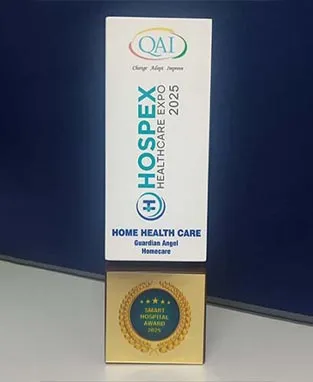 QAI
Change Adapt Improve
H HOSPEX
HEALTHCARE EXPO
2025
HOME HEALTH CARE
Guardian Angel
Homecare
SMART
HOSPITAL
AWARD
2025